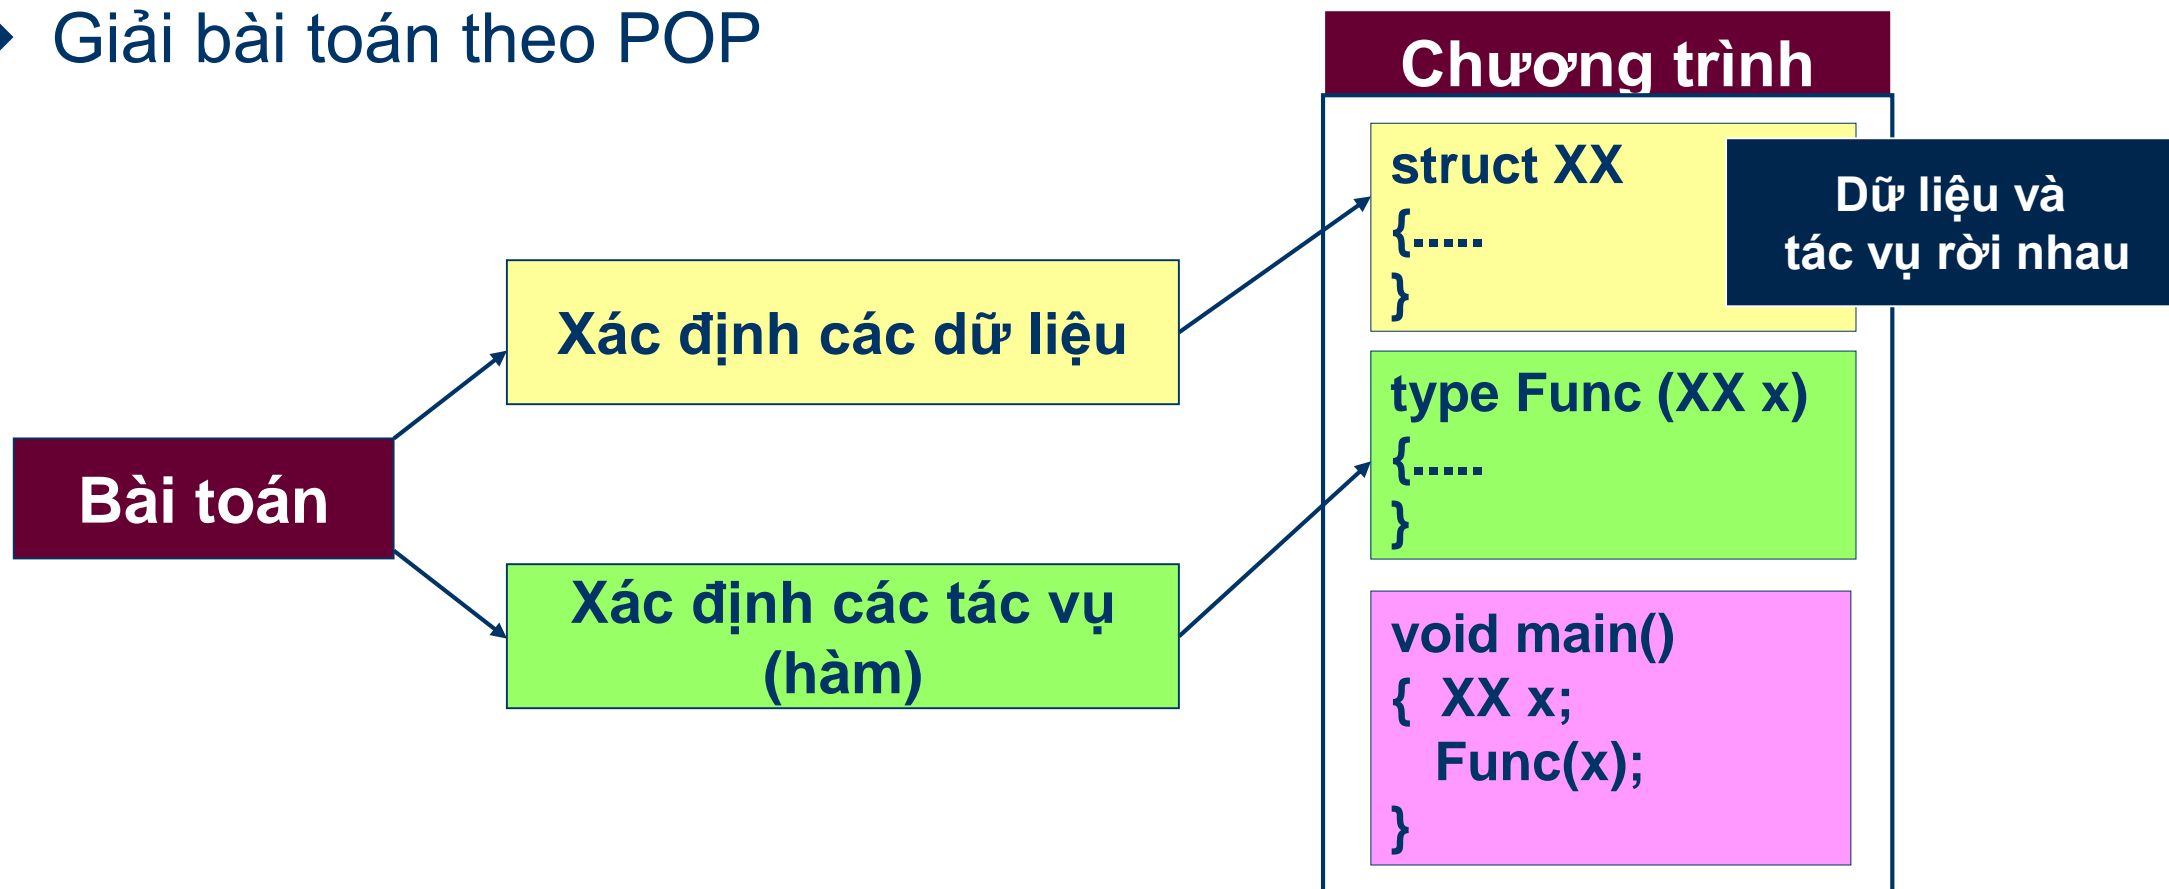 Giải bài toán theo POP
Chương trình
struct XX
{.....
}
Dữ liệu và
tác vụ rời nhau
Xác định các dữ liệu
type Func (XX x)
{.....
}
Bài toán
Xác định các tác vụ
(hàm)
void main()
{ XX x;
Func(x);
}